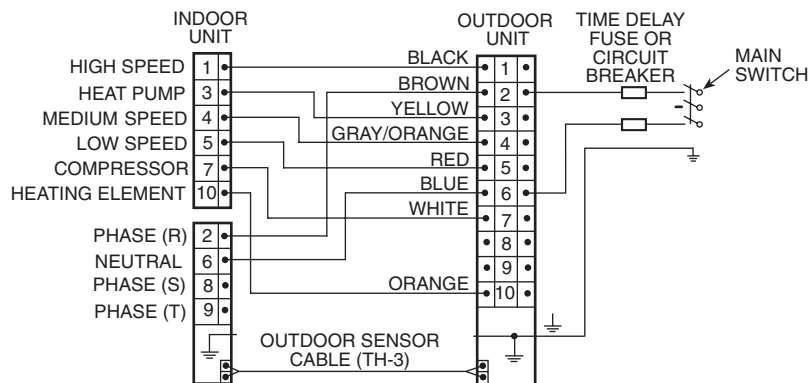 INDOOR
UNIT
OUTDOOR
UNIT
TIME DELAY
FUSE OR
CIRCUIT
BREAKER
MAIN
SWITCH
HIGH SPEED 1 BLACK 1
HEAT PUMP 3 BROWN 2
MEDIUM SPEED 4 YELLOW 3
LOW SPEED 5 GRAY/ORANGE 4
COMPRESSOR 7 RED 5
HEATING ELEMENT 10 BLUE 6
WHITE 7
PHASE (R) 2 8
NEUTRAL 6 9
PHASE (S) 8 ORANGE 10
PHASE (T) 9
OUTDOOR SENSOR
CABLE (TH-3)